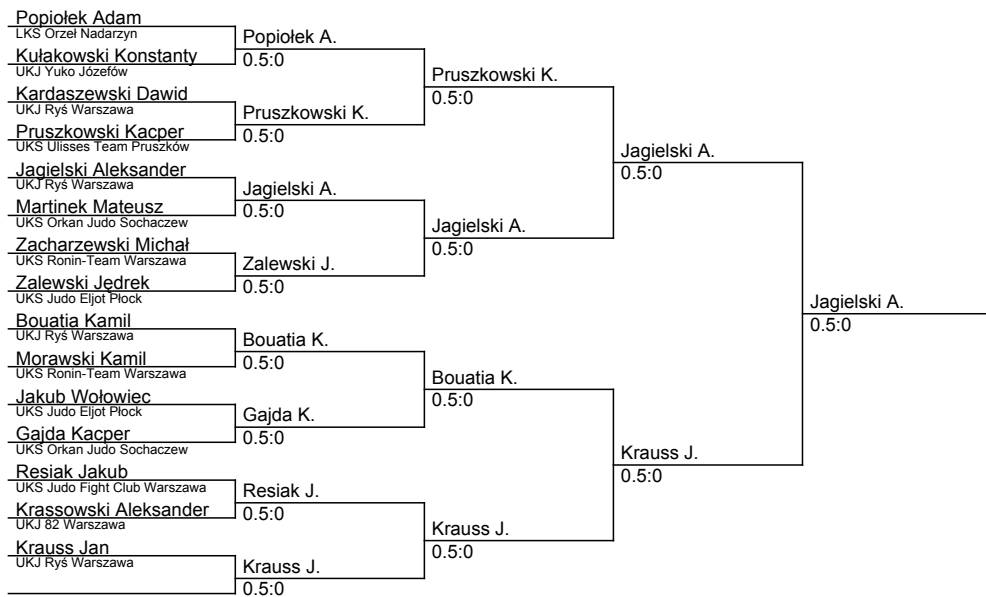 Popiołek Adam
LKS Orzeł Nadarzyn
Kułakowski Konstanty
UKJ Yuko Józefów
Kardaszewski Dawid
UKJ Ryś Warszawa
Pruszkowski Kacper
UKS Ulisses Team Pruszków
Jagielski Aleksander
UKJ Ryś Warszawa
Martinek Mateusz
UKS Orkan Judo Sochaczew
Zacharzewski Michał
UKS Ronin-Team Warszawa
Zalewski Jędrek
UKS Judo Eljot Płock
Bouatia Kamil
UKJ Ryś Warszawa
Morawski Kamil
UKS Ronin-Team Warszawa
Jakub Wołowiec
UKS Judo Eljot Płock
Gajda Kacper
UKS Orkan Judo Sochaczew
Resiak Jakub
UKS Judo Fight Club Warszawa
Krassowski Aleksander
UKJ 82 Warszawa
Krauss Jan
UKJ Ryś Warszawa
Popiołek A.
0.5:0
Pruszkowski K.
0.5:0
Jagielski A.
0.5:0
Zalewski J.
0.5:0
Bouatia K.
0.5:0
Gajda K.
0.5:0
Resiak J.
0.5:0
Krauss J.
0.5:0
Pruszkowski K.
0.5:0
Jagielski A.
0.5:0
Bouatia K.
0.5:0
Krauss J.
0.5:0
Jagielski A.
0.5:0
Krauss J.
0.5:0
Jagielski A.
0.5:0